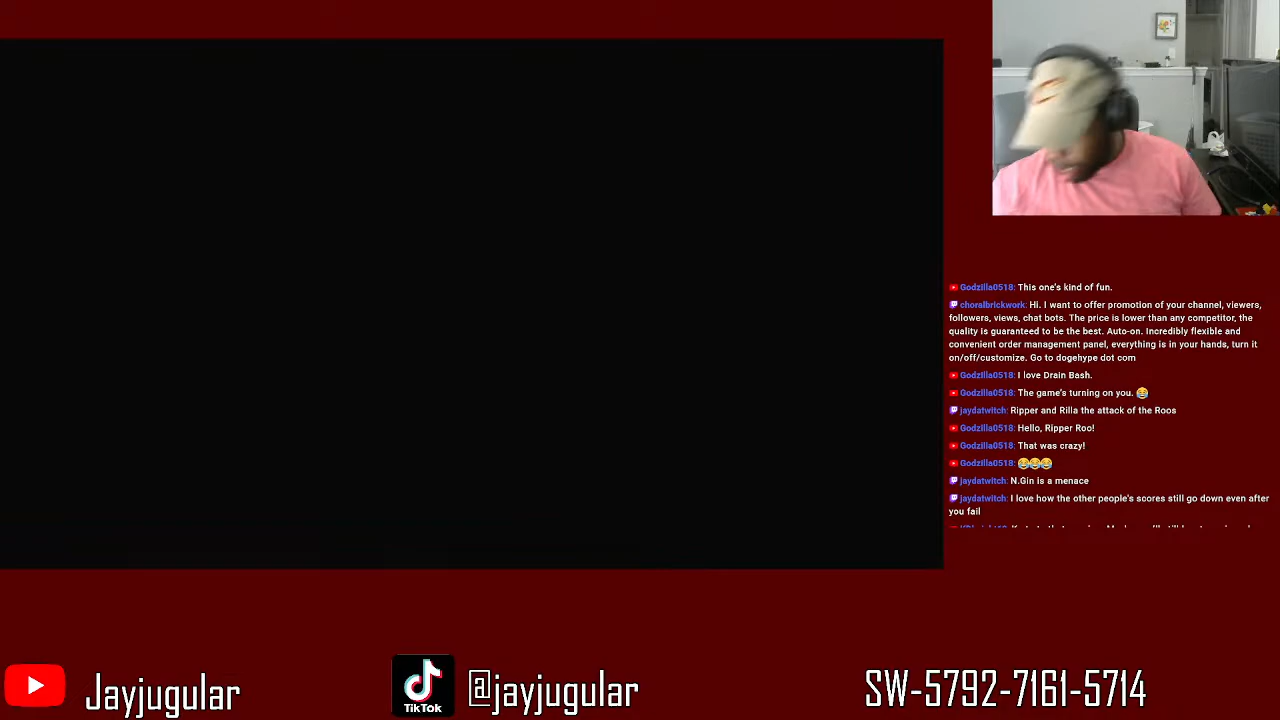 Godzilla0518: This one's kind of fun.
choralbrickwork: Hi. I want to offer promotion of your channel, viewers,
followers, views, chat bots. The price is lower than any competitor, the
quality is guaranteed to be the best. Auto-on. Incredibly flexible and
convenient order management panel, everything is in your hands, turn it
on/off/customize. Go to dogehype dot com
Godzilla0518: I love Drain Bash.
Godzilla0518: The game's turning on you. 😂
jaydatwitch: Ripper and Rilla the attack of the Roos
Godzilla0518: Hello, Ripper Roo!
Godzilla0518: That was crazy!
Godzilla0518: 😂😂😂
jaydatwitch: N.Gin is a menace
jaydatwitch: I love how the other people's scores still go down even after
you fail
Jayjugular
TikTok
@jayjugular
SW-5792-7161-5714